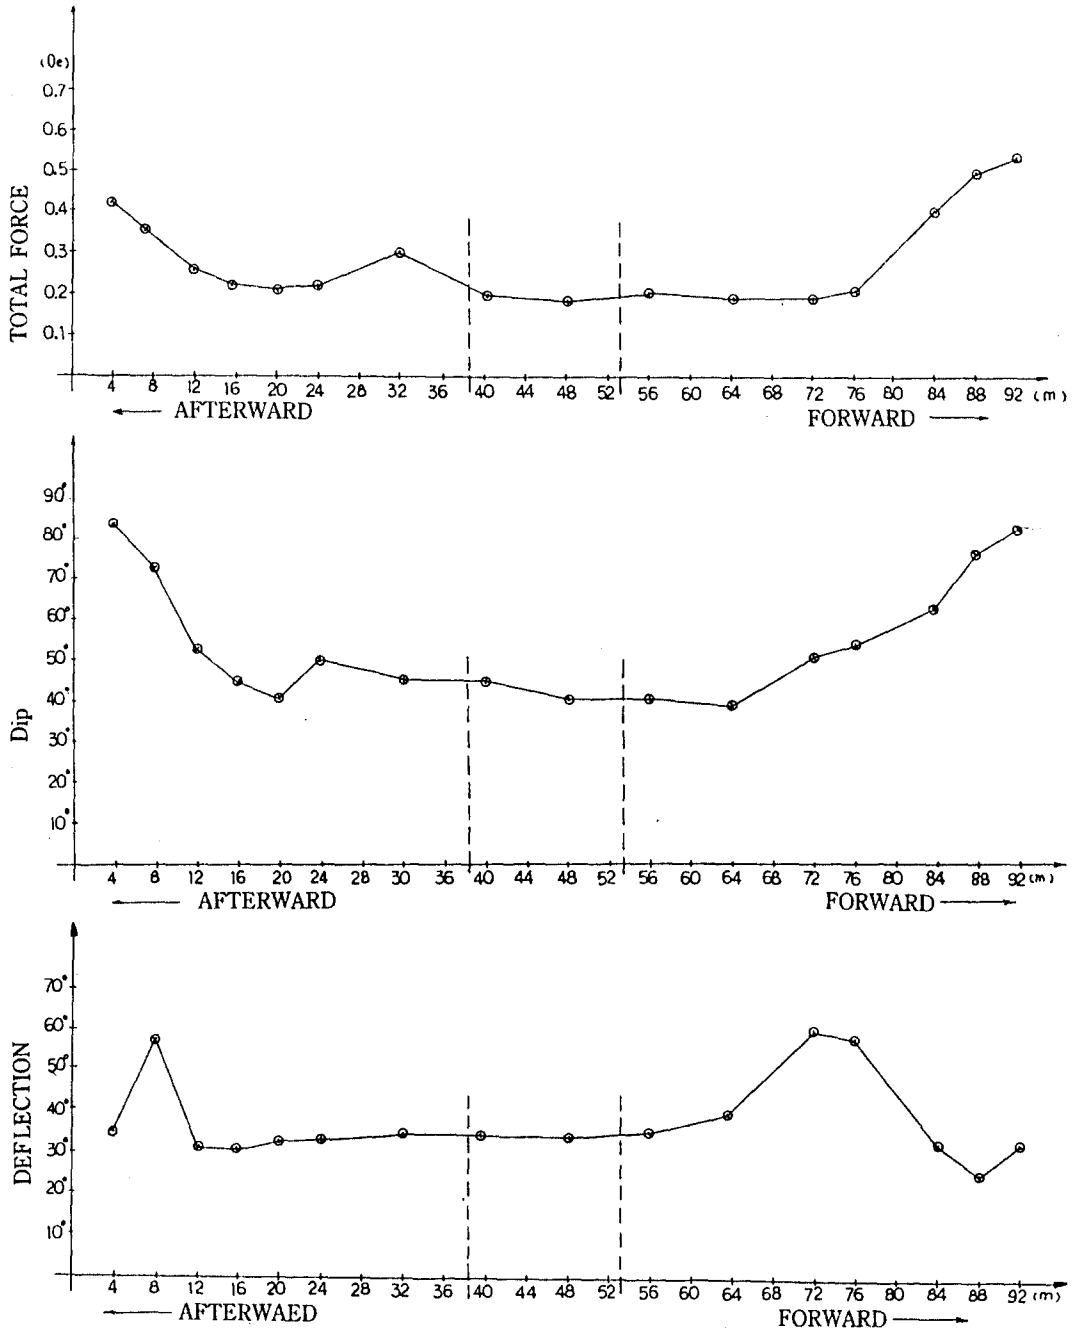 (Oe)
0.7
0.6
0.5
0.4
0.3
0.2
0.1
TOTAL FORCE
4 8 12 16 20 24 28 32 36 40 44 48 52 56 60 64 68 72 76 80 84 88 92 (m)
← AFTERWARD FORWARD →
90°
80°
70°
60°
50°
40°
30°
20°
10°
Dip
4 8 12 16 20 24 28 30 32 36 40 44 48 52 56 60 64 68 72 76 80 84 88 92 (m)
← AFTERWARD FORWARD →
70°
60°
50°
40°
30°
20°
10°
DEFLECTION
4 8 12 16 20 24 28 32 36 40 44 48 52 56 60 64 68 72 76 80 84 88 92 (m)
← AFTERWAED FORWARD →